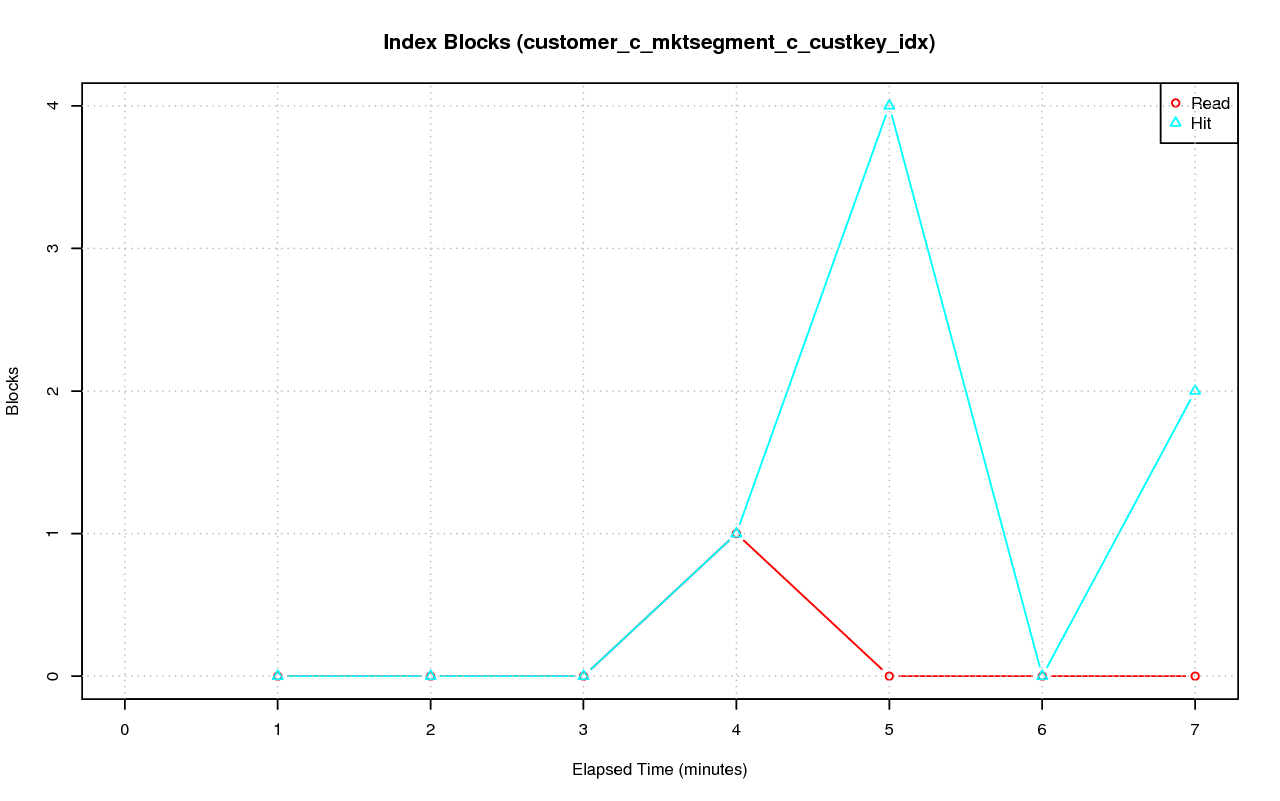 Index Blocks (customer_c_mktsegment_c_custkey_idx)
Read
Hit
4
3
2
1
0
Blocks
0 1 2 3 4 5 6 7
Elapsed Time (minutes)